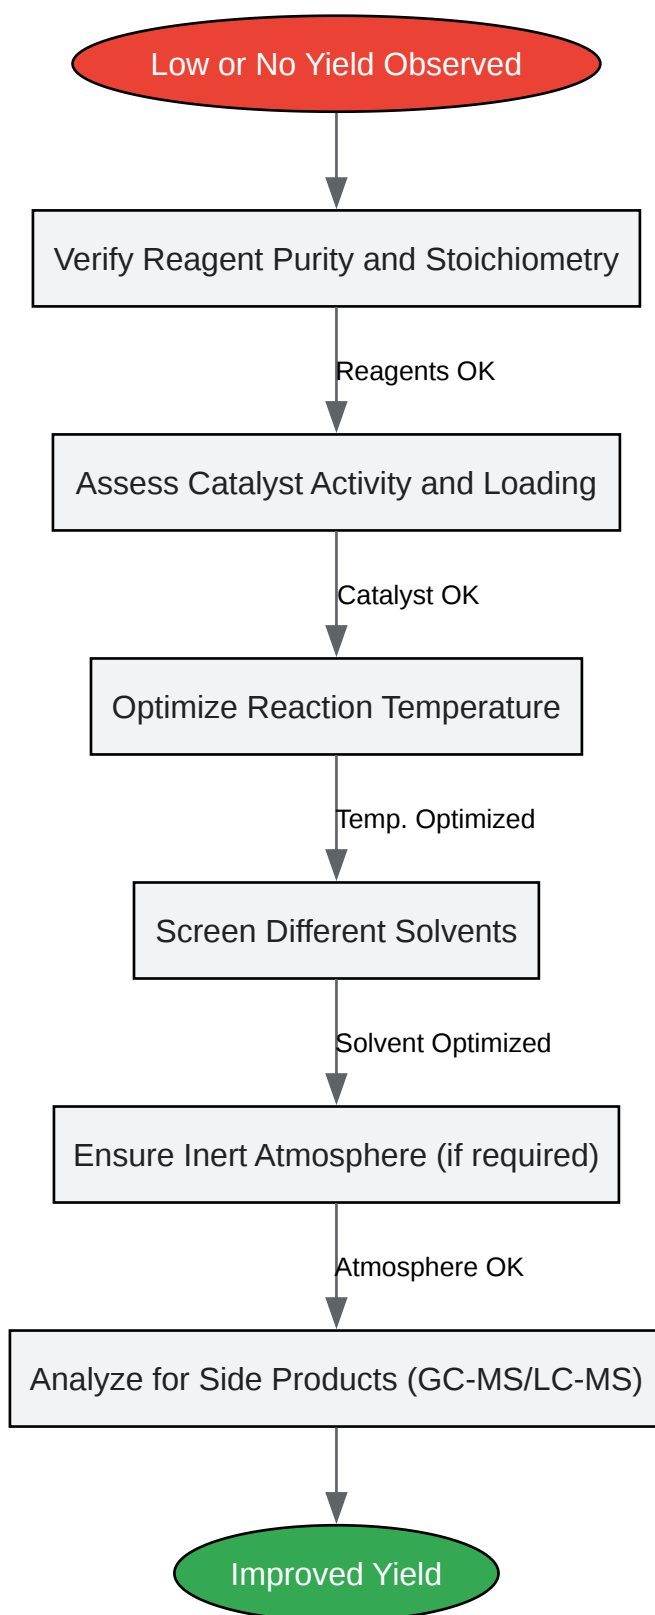 Low or No Yield Observed
Verify Reagent Purity and Stoichiometry
Reagents OK
Assess Catalyst Activity and Loading
Catalyst OK
Optimize Reaction Temperature
Temp. Optimized
Screen Different Solvents
Solvent Optimized
Ensure Inert Atmosphere (if required)
Atmosphere OK
Analyze for Side Products (GC-MS/LC-MS)
Improved Yield